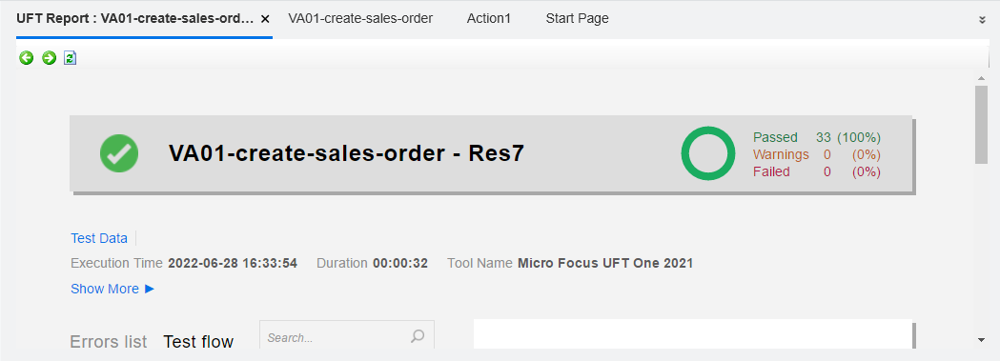 UFT Report : VA01-create-sales-ord... × VA01-create-sales-order Action1 Start Page
VA01-create-sales-order - Res7
Passed 33 (100%)
Warnings 0 (0%)
Failed 0 (0%)
Test Data
Execution Time 2022-06-28 16:33:54 Duration 00:00:32 Tool Name Micro Focus UFT One 2021
Show More ►
Errors list Test flow Search...